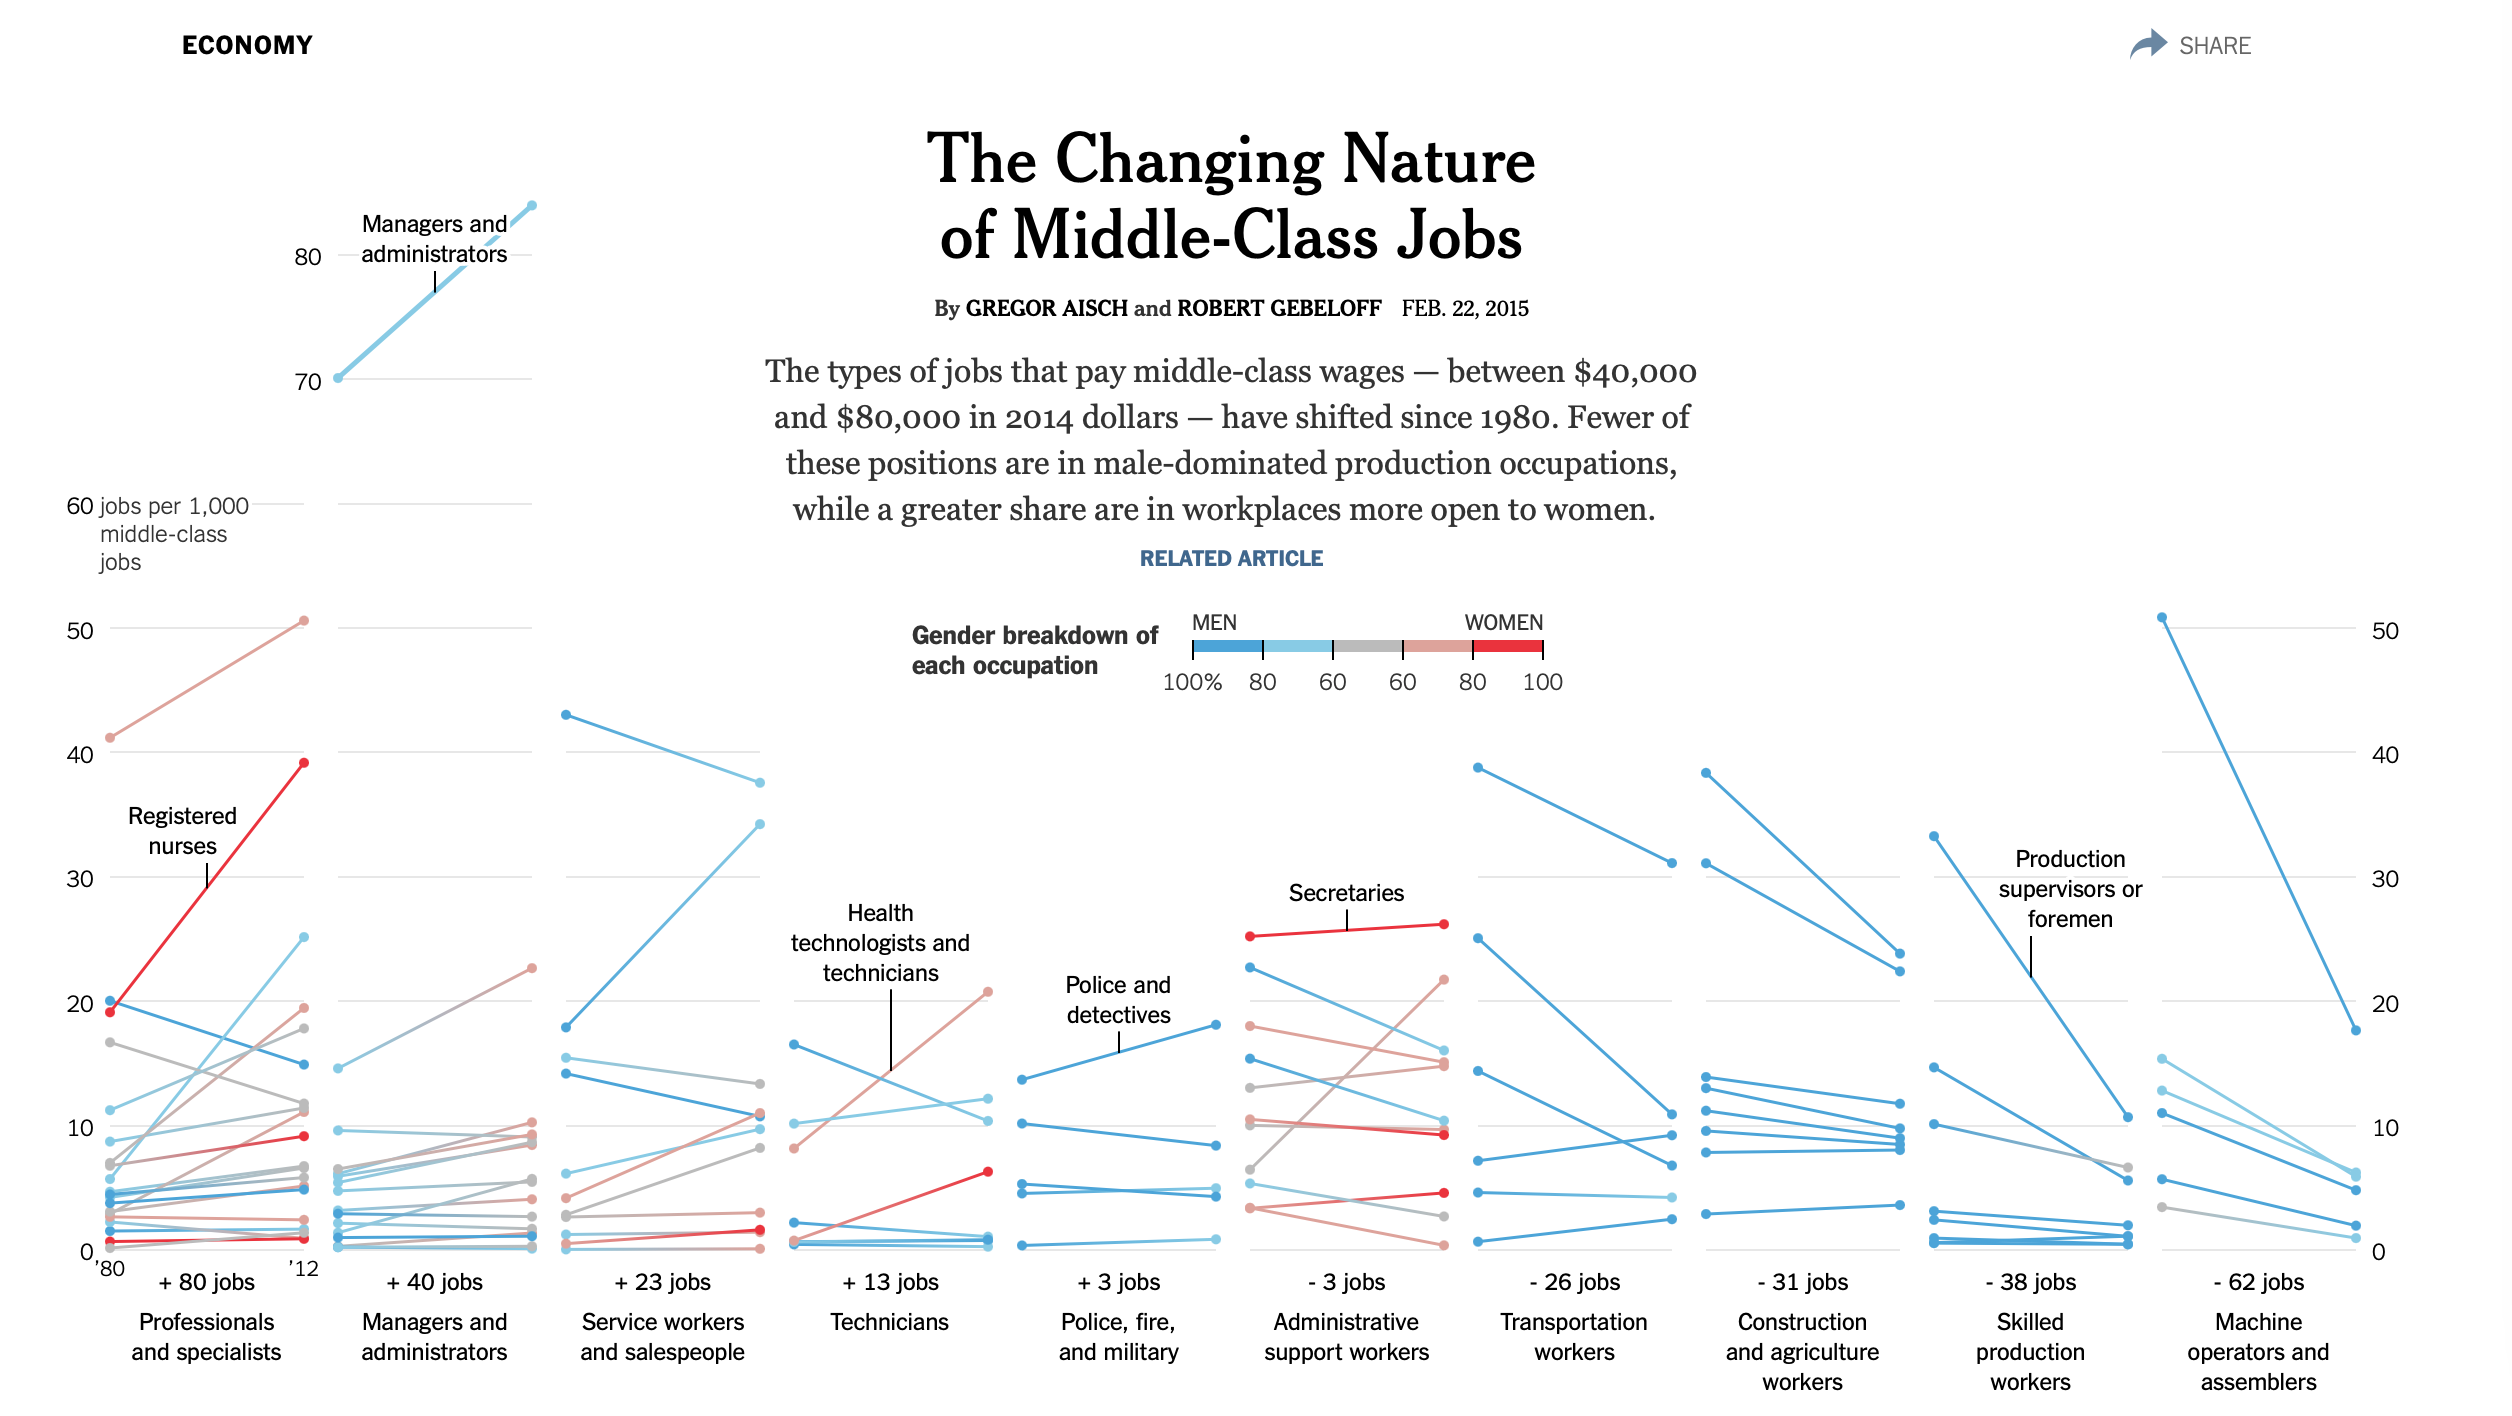 ECONOMY
SHARE
The Changing Nature
of Middle-Class Jobs
By GREGOR AISCH and ROBERT GEBELOFF FEB. 22, 2015
The types of jobs that pay middle-class wages — between $40,000
and $80,000 in 2014 dollars — have shifted since 1980. Fewer of
these positions are in male-dominated production occupations,
while a greater share are in workplaces more open to women.
RELATED ARTICLE
Gender breakdown of
each occupation
MEN WOMEN
100% 80 60 60 80 100
80
70
60 jobs per 1,000
middle-class
jobs
50
40
30
20
10
0
Managers and
administrators
Registered
nurses
Health
technologists and
technicians
Police and
detectives
Secretaries
Production
supervisors or
foremen
50
40
30
20
10
0
’80 ’12
+ 80 jobs
Professionals
and specialists
+ 40 jobs
Managers and
administrators
+ 23 jobs
Service workers
and salespeople
+ 13 jobs
Technicians
+ 3 jobs
Police, fire,
and military
- 3 jobs
Administrative
support workers
- 26 jobs
Transportation
workers
- 31 jobs
Construction
and agriculture
workers
- 38 jobs
Skilled
production
workers
- 62 jobs
Machine
operators and
assemblers